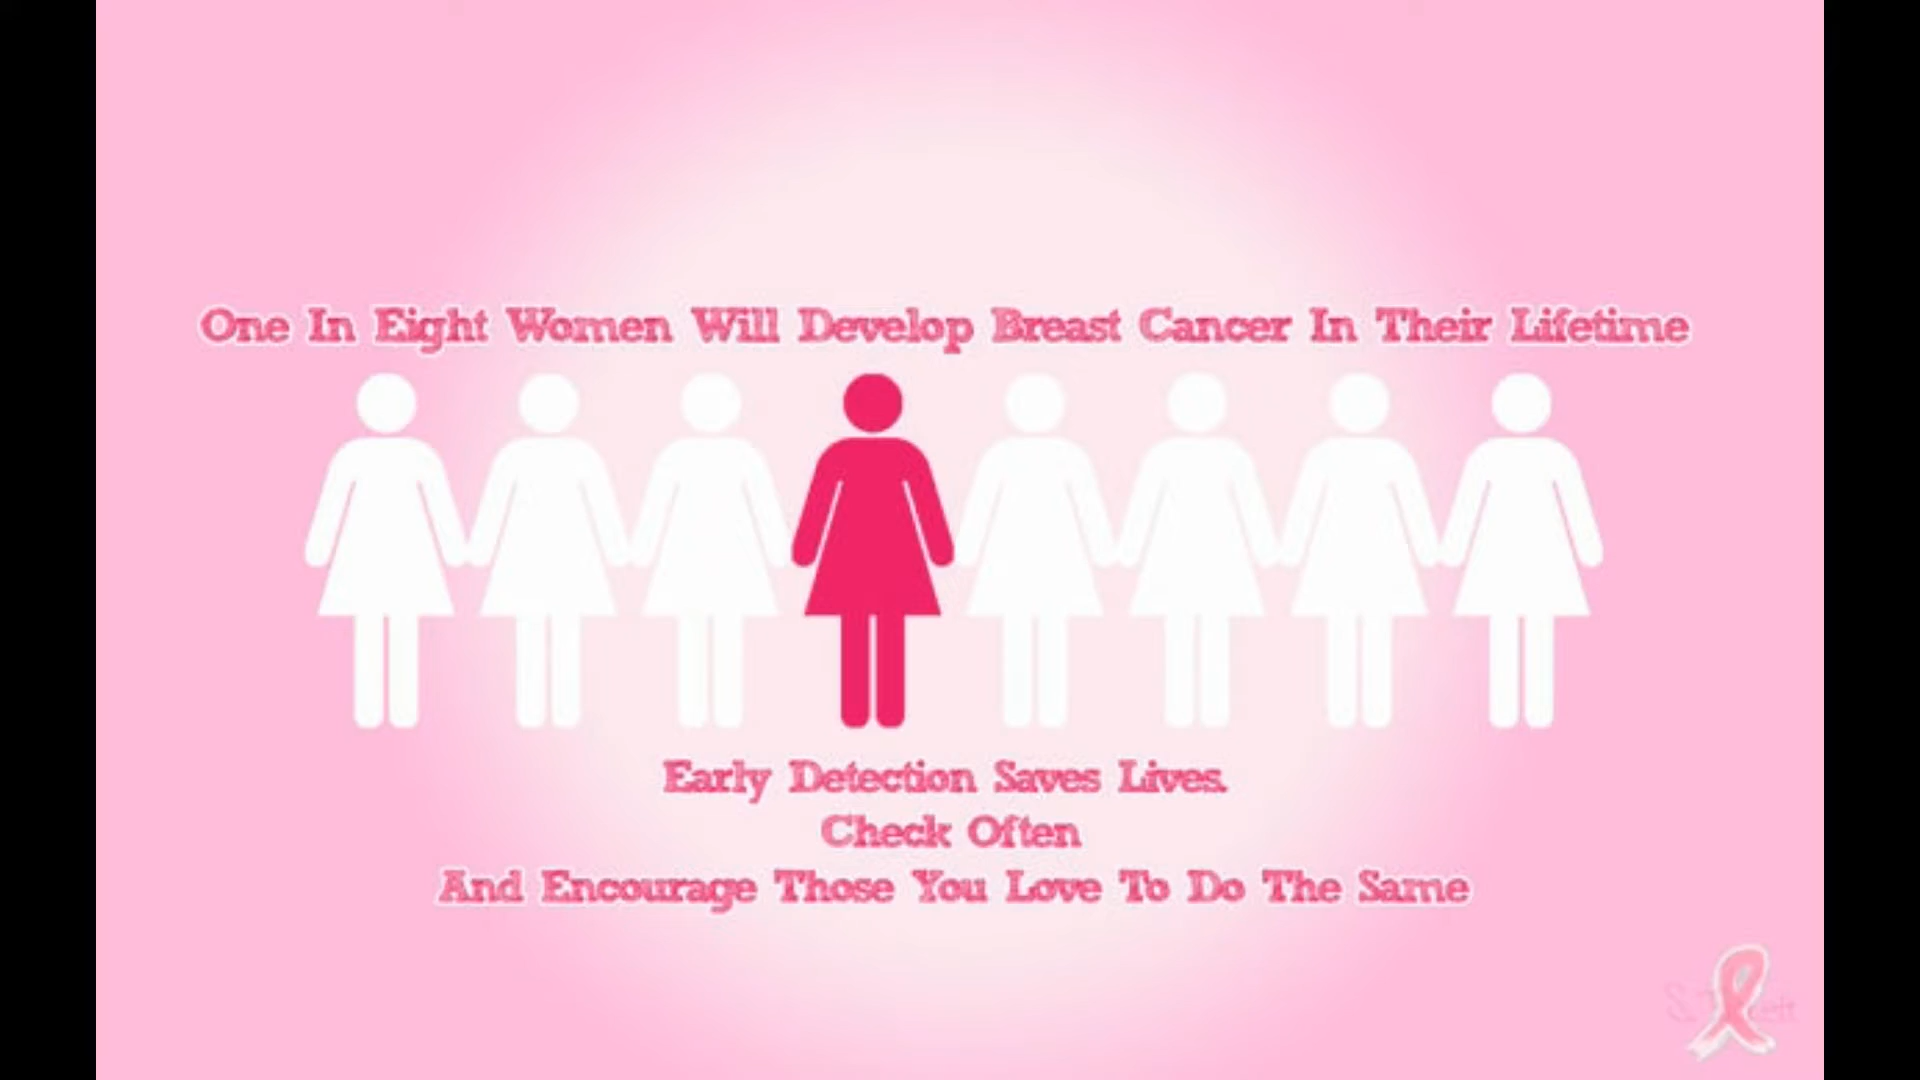 One In Eight Women Will Develop Breast Cancer In Their Lifetime
Early Detection Saves Lives.
Check Often
And Encourage Those You Love To Do The Same